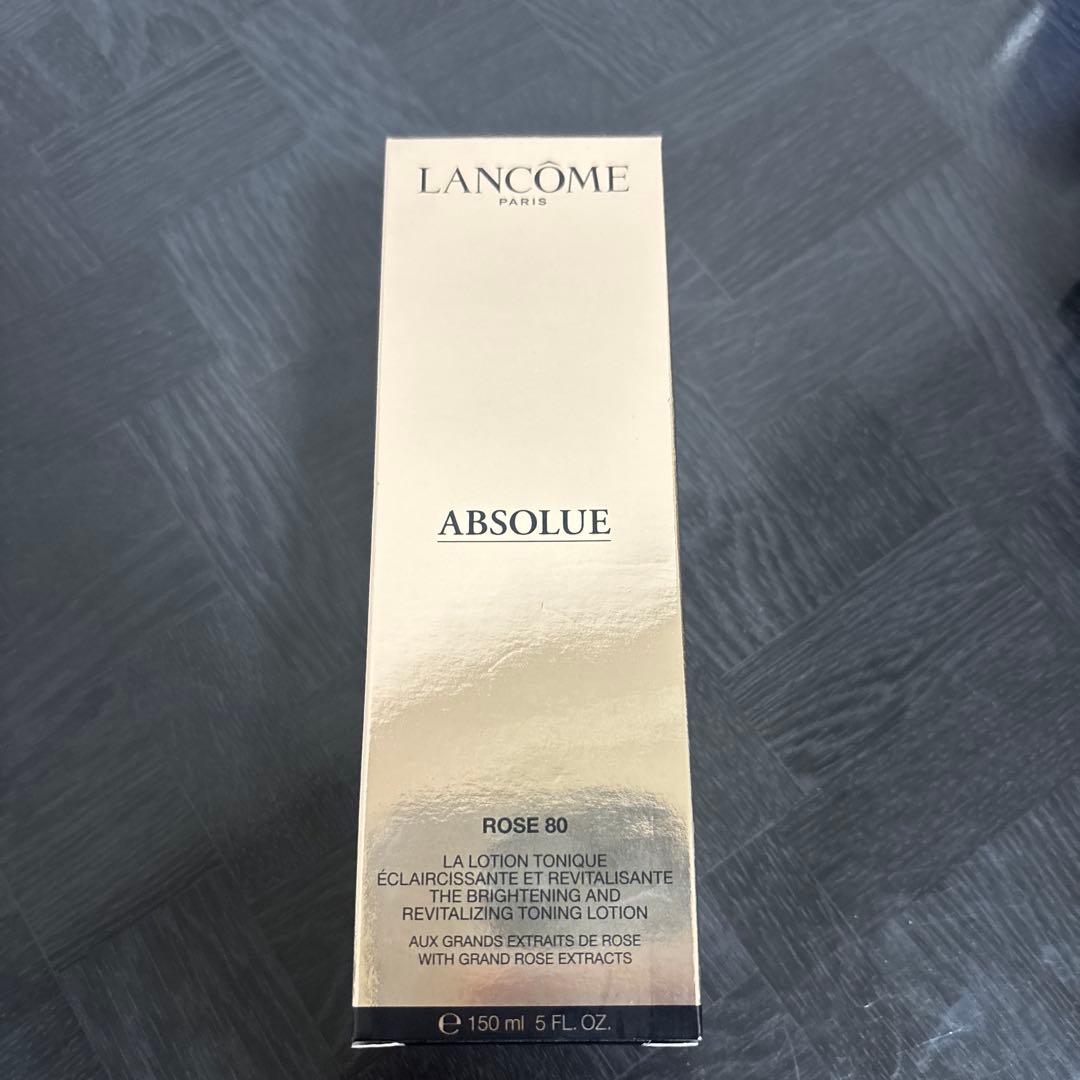 LANCÔME
PARIS
ABSOLUE
ROSE 80
LA LOTION TONIQUE
ÉCLAIRCISSANTE ET REVITALISANTE
THE BRIGHTENING AND
REVITALIZING TONING LOTION
AUX GRANDS EXTRAITS DE ROSE
WITH GRAND ROSE EXTRACTS
℮ 150 ml 5 FL. OZ.